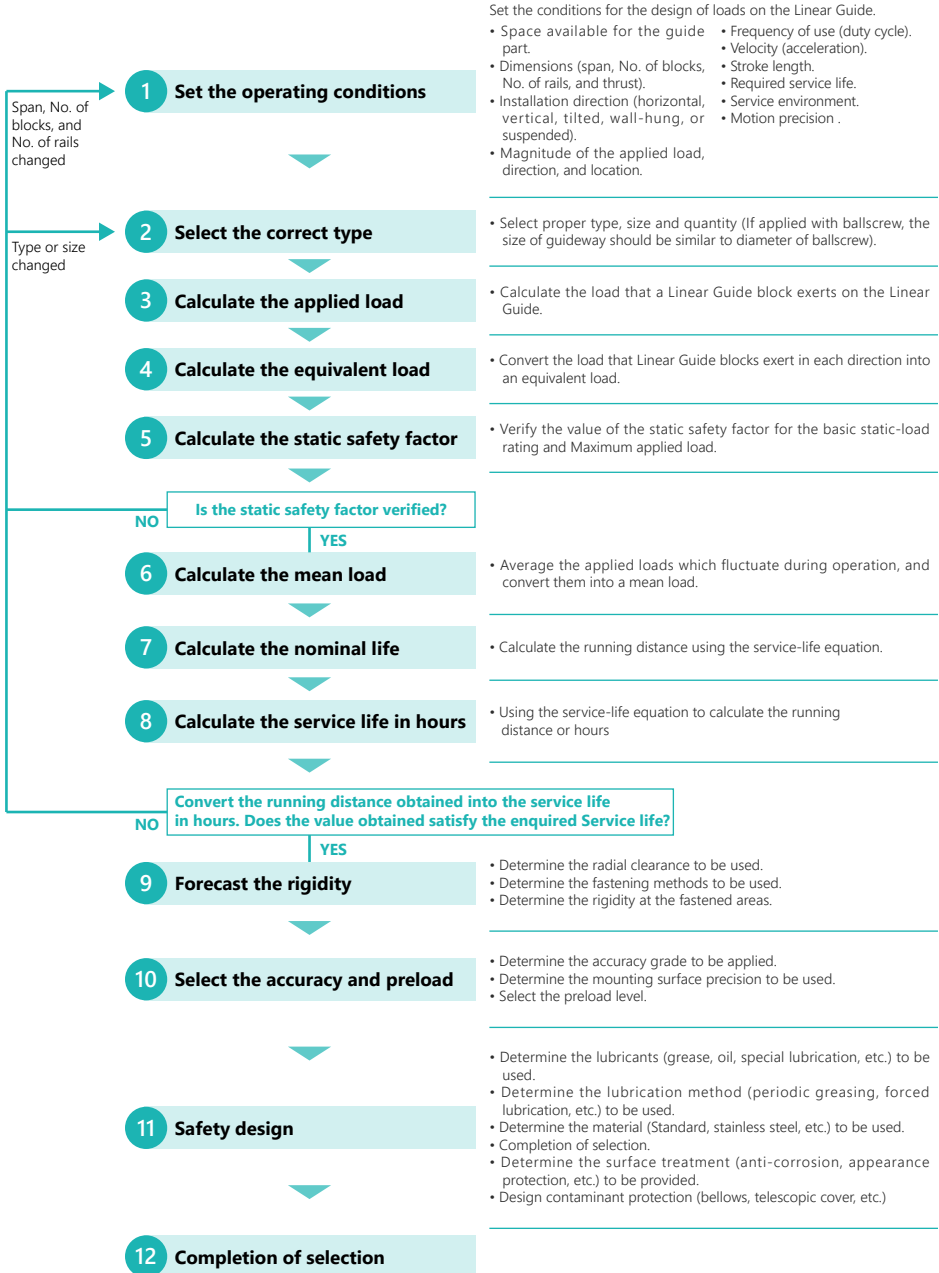 Set the conditions for the design of loads on the Linear Guide.
• Space available for the guide
part.
• Dimensions (span, No. of blocks,
No. of rails, and thrust).
• Installation direction (horizontal,
vertical, tilted, wall-hung, or
suspended).
• Magnitude of the applied load,
direction, and location.
• Frequency of use (duty cycle).
• Velocity (acceleration).
• Stroke length.
• Required service life.
• Service environment.
• Motion precision .
1 Set the operating conditions
Span, No. of
blocks, and
No. of rails
changed
2 Select the correct type
• Select proper type, size and quantity (If applied with ballscrew, the
size of guideway should be similar to diameter of ballscrew).
Type or size
changed
3 Calculate the applied load
• Calculate the load that a Linear Guide block exerts on the Linear
Guide.
4 Calculate the equivalent load
• Convert the load that Linear Guide blocks exert in each direction into
an equivalent load.
5 Calculate the static safety factor
• Verify the value of the static safety factor for the basic static-load
rating and Maximum applied load.
Is the static safety factor verified?
NO
YES
6 Calculate the mean load
• Average the applied loads which fluctuate during operation, and
convert them into a mean load.
7 Calculate the nominal life
• Calculate the running distance using the service-life equation.
8 Calculate the service life in hours
• Using the service-life equation to calculate the running
distance or hours
Convert the running distance obtained into the service life
in hours. Does the value obtained satisfy the enquired Service life?
NO
YES
9 Forecast the rigidity
• Determine the radial clearance to be used.
• Determine the fastening methods to be used.
• Determine the rigidity at the fastened areas.
10 Select the accuracy and preload
• Determine the accuracy grade to be applied.
• Determine the mounting surface precision to be used.
• Select the preload level.
11 Safety design
• Determine the lubricants (grease, oil, special lubrication, etc.) to be
used.
• Determine the lubrication method (periodic greasing, forced
lubrication, etc.) to be used.
• Determine the material (Standard, stainless steel, etc.) to be used.
• Completion of selection.
• Determine the surface treatment (anti-corrosion, appearance
protection, etc.) to be provided.
• Design contaminant protection (bellows, telescopic cover, etc.)
12 Completion of selection